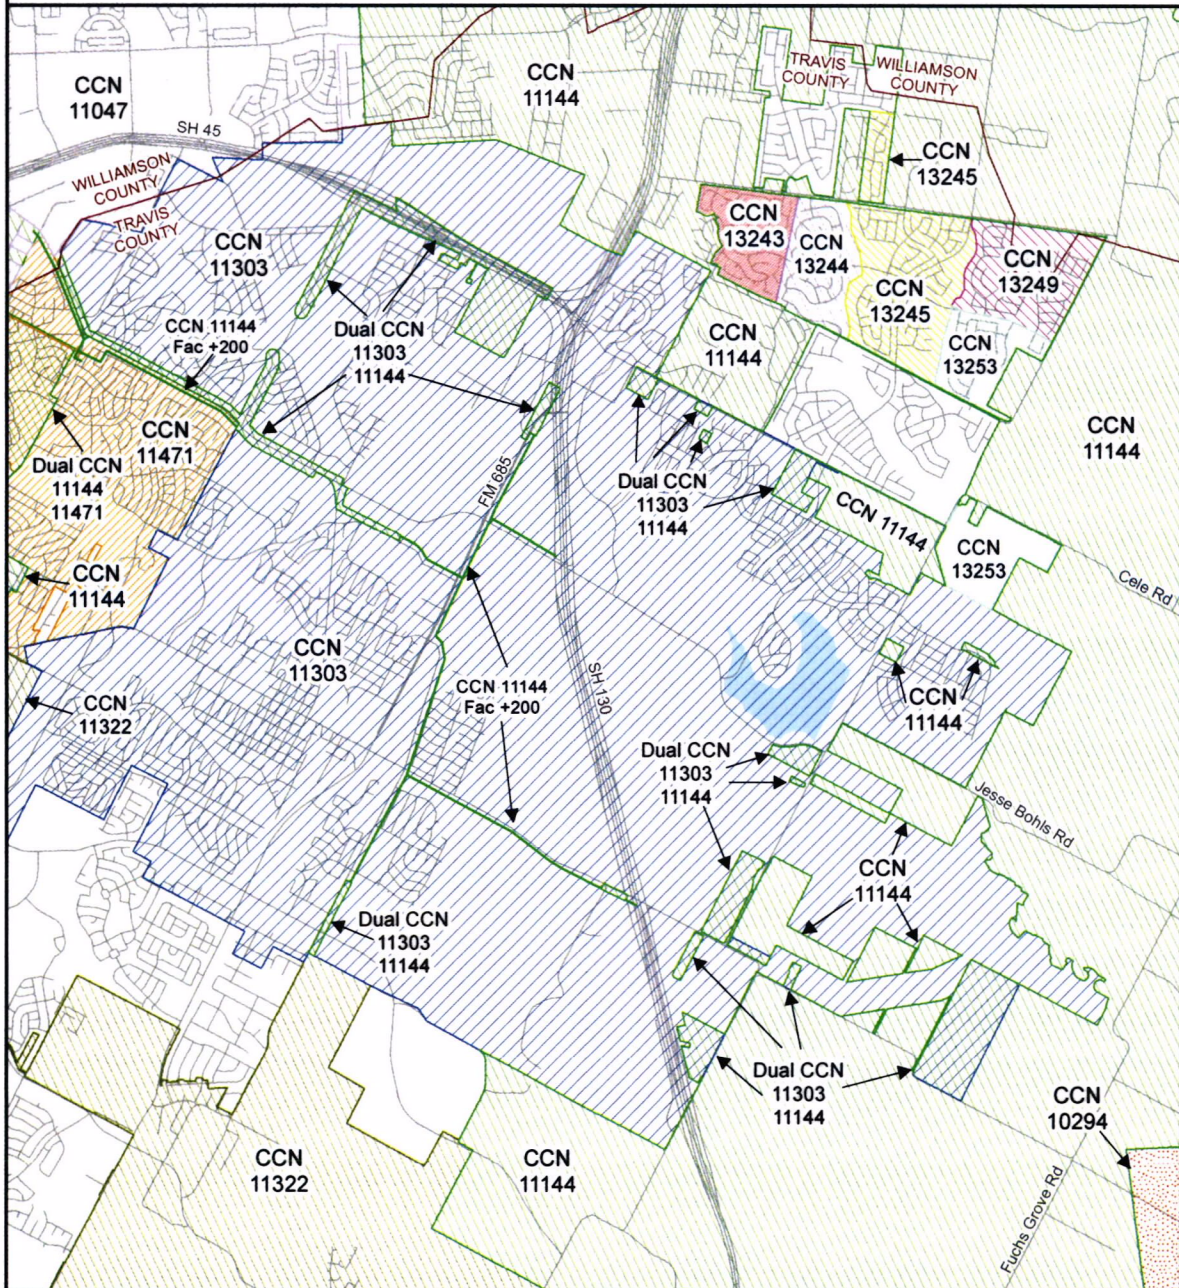 CCN
11047
SH 45
WILLIAMSON
COUNTY
TRAVIS
COUNTY
CCN
11144
TRAVIS
COUNTY
WILLIAMSON
COUNTY
CCN
13245
CCN
13243
CCN
13244
CCN
13245
CCN
13249
CCN
13253
CCN
11303
CCN 11144
Fac +200
Dual CCN
11303
11144
CCN
11144
CCN
11144
CCN
11471
Dual CCN
11144
11471
FM 685
Dual CCN
11303
11144
CCN 11144
CCN
13253
Cele Rd
CCN
11144
CCN
11303
CCN
11322
CCN 11144
Fac +200
SH 130
CCN
11144
Dual CCN
11303
11144
Jesse Bohls Rd
CCN
11144
Dual CCN
11303
11144
Dual CCN
11303
11144
CCN
10294
CCN
11322
CCN
11144
Fuchs Grove Rd